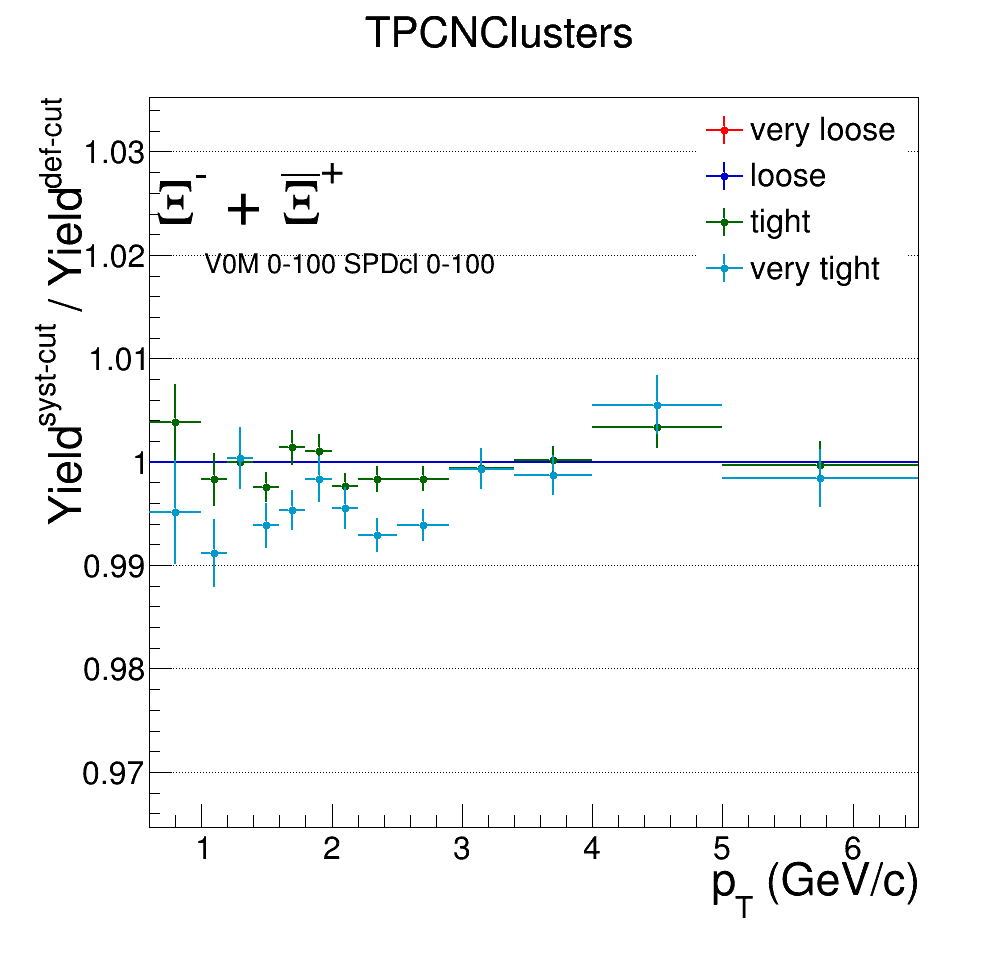 TPCNClusters
Yield^syst-cut / Yield^def-cut
1.03
1.02
1.01
1
0.99
0.98
0.97
Ξ⁻ + Ξ̅⁺
V0M 0-100 SPDcl 0-100
very loose
loose
tight
very tight
1 2 3 4 5 6
p_T (GeV/c)